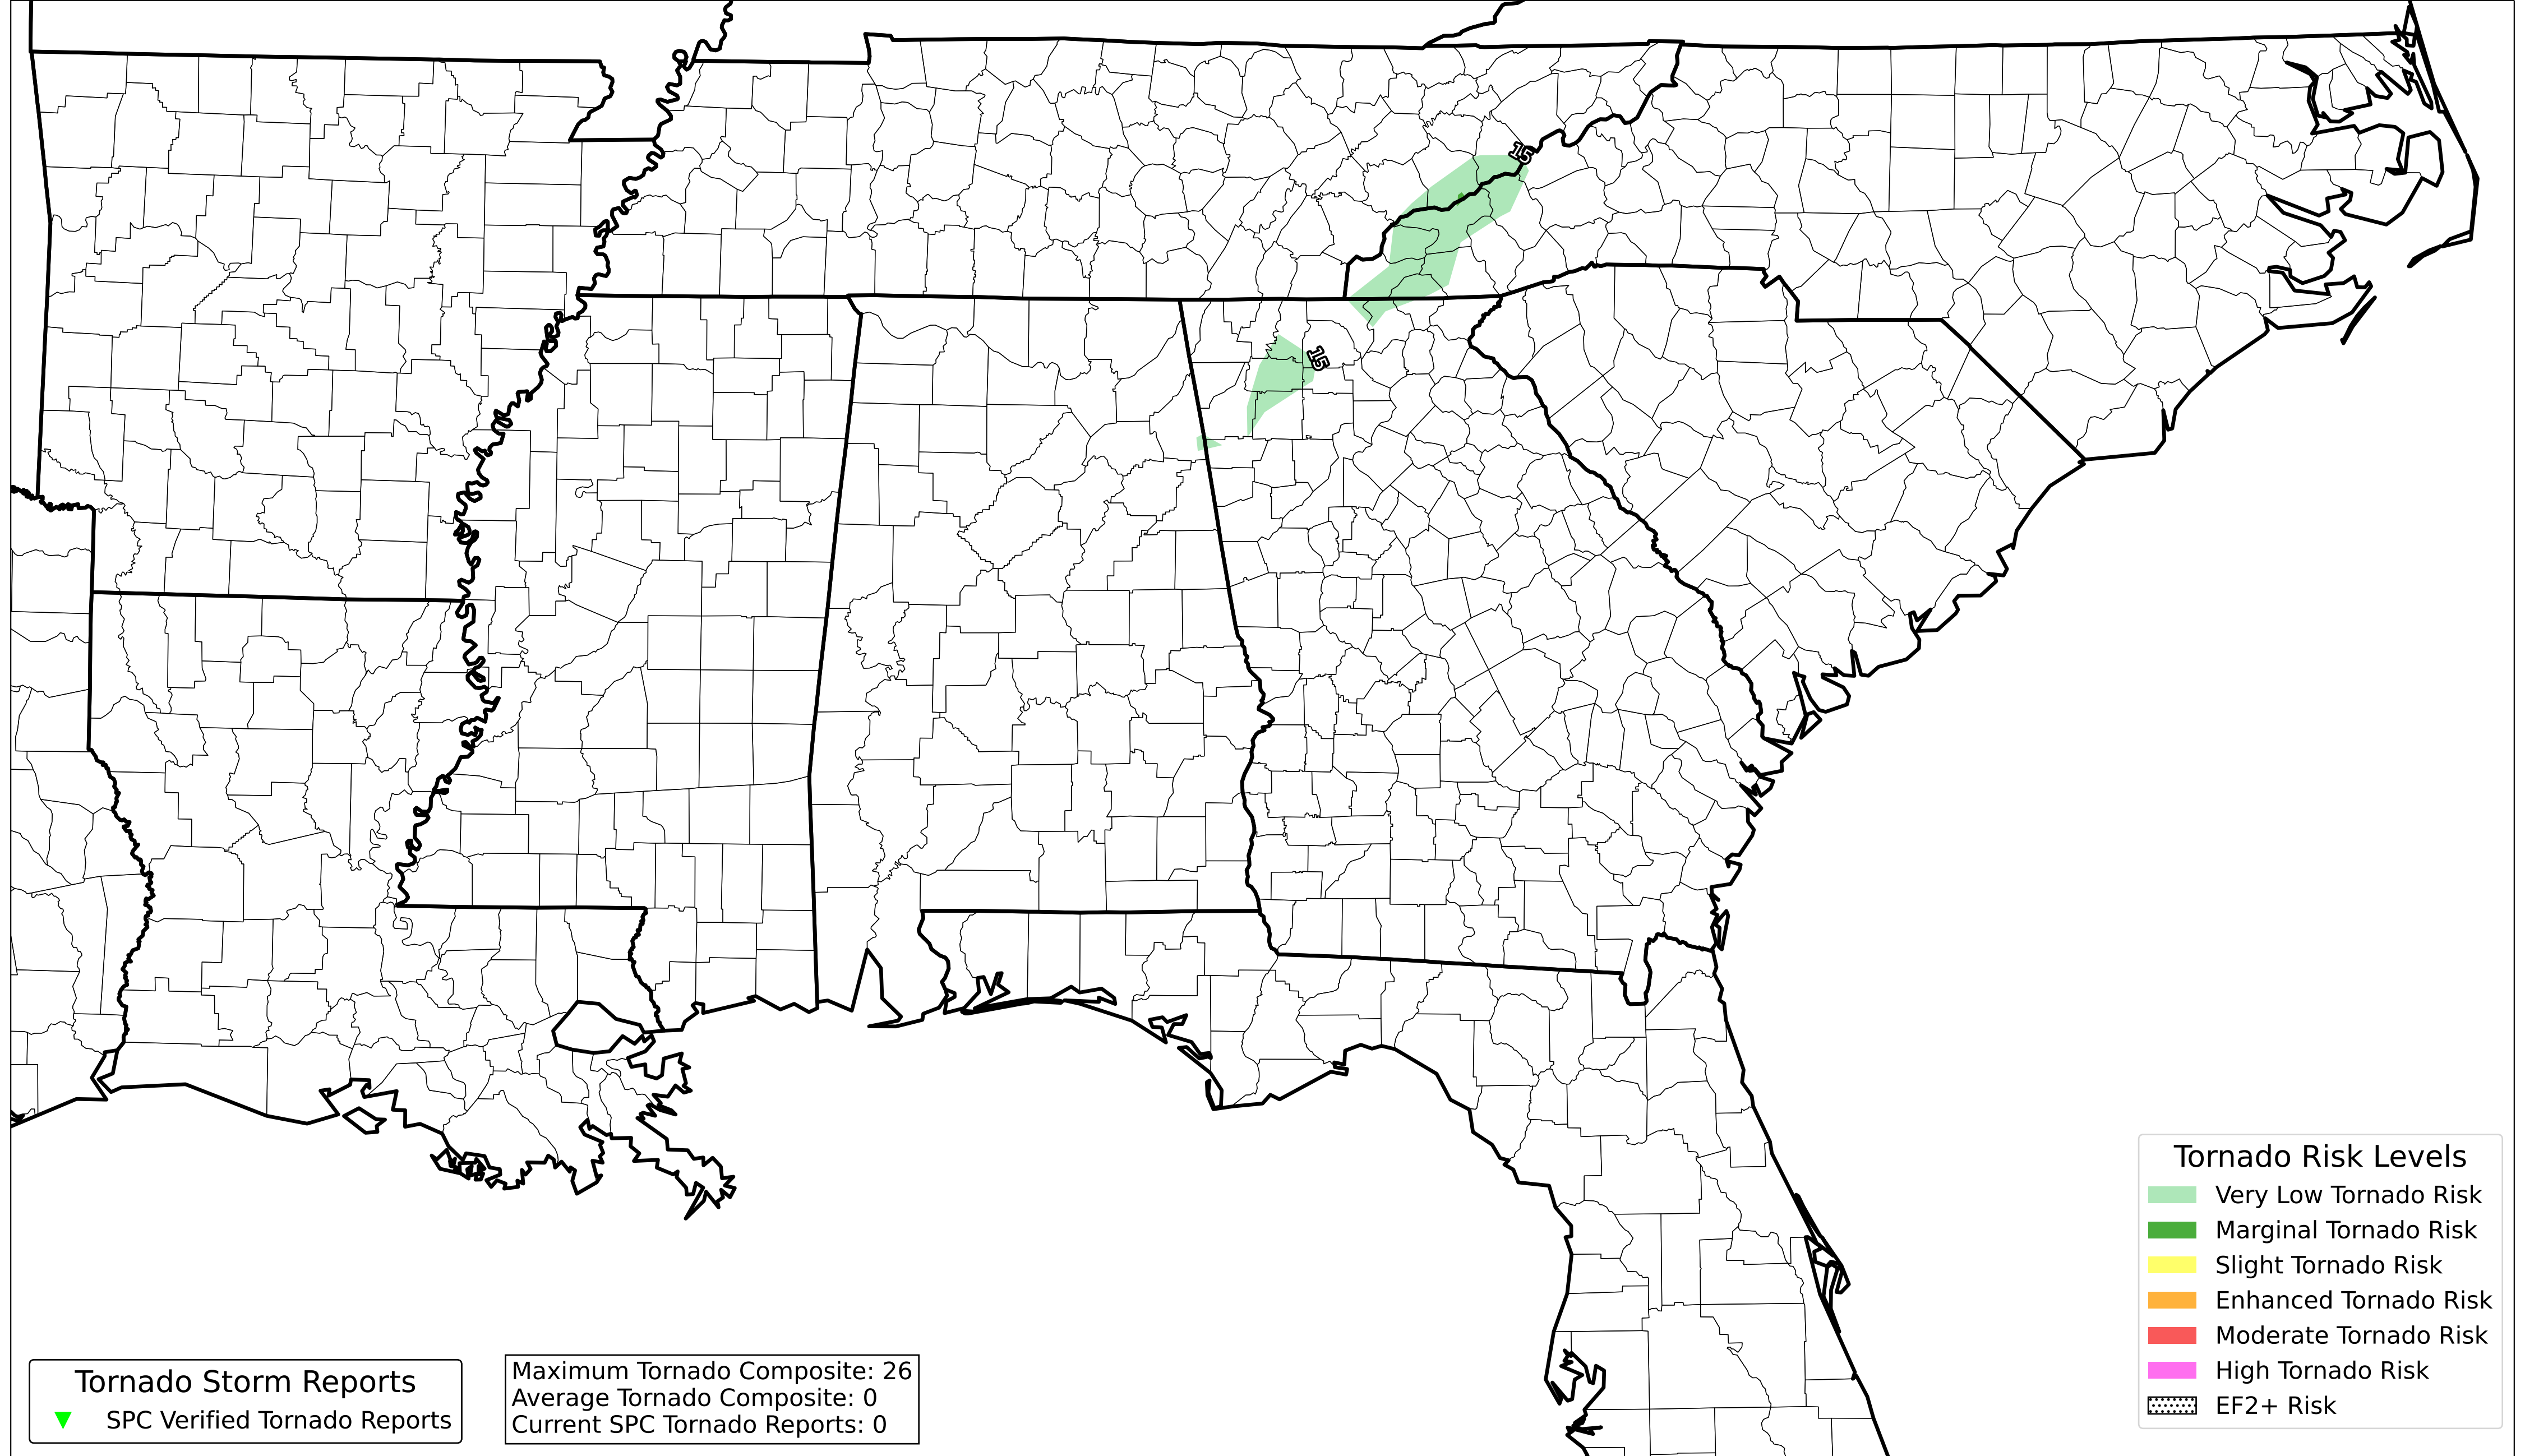 15
15
Tornado Risk Levels
Very Low Tornado Risk
Marginal Tornado Risk
Slight Tornado Risk
Enhanced Tornado Risk
Moderate Tornado Risk
High Tornado Risk
EF2+ Risk
Tornado Storm Reports
SPC Verified Tornado Reports
Maximum Tornado Composite: 26
Average Tornado Composite: 0
Current SPC Tornado Reports: 0